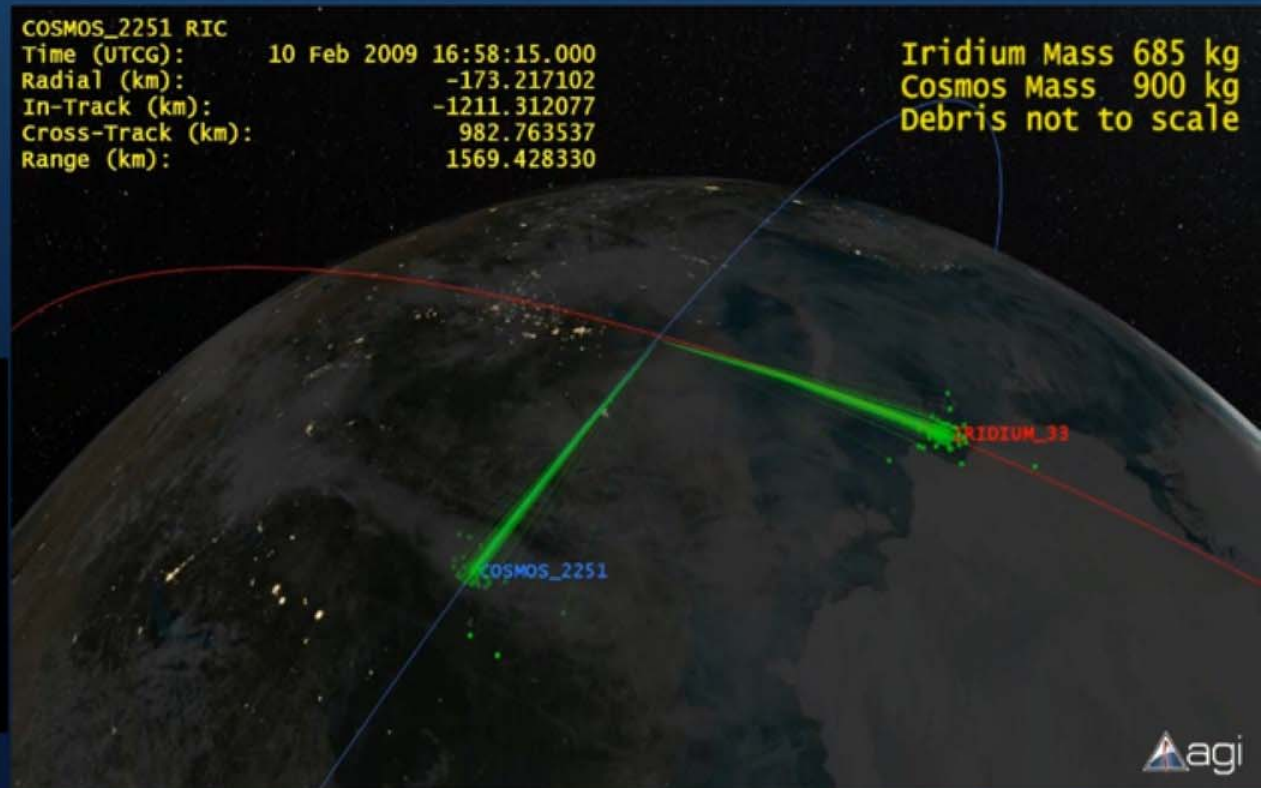 COSMOS_2251 RIC
Time (UTCG): 10 Feb 2009 16:58:15.000
Radial (km): -173.217102
In-Track (km): -1211.312077
Cross-Track (km): 982.763537
Range (km): 1569.428330
Iridium Mass 685 kg
Cosmos Mass 900 kg
Debris not to scale
IRIDIUM_33
COSMOS_2251
agi